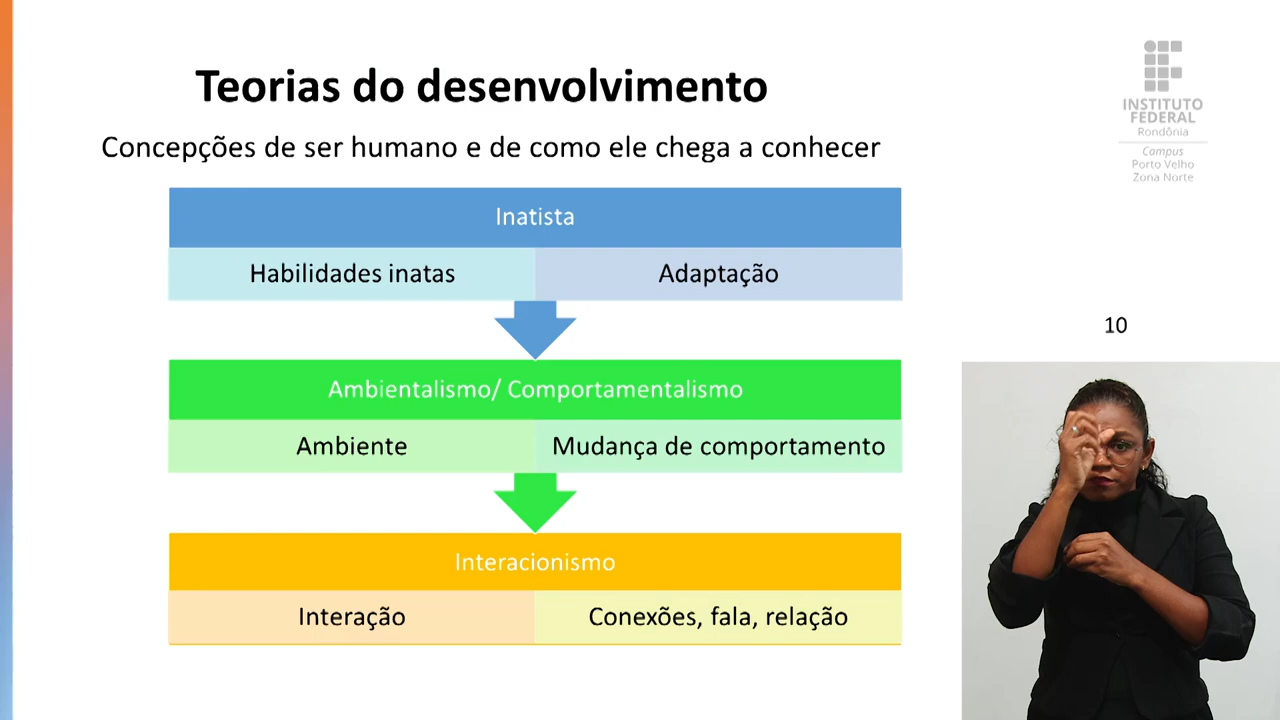 Teorias do desenvolvimento
Concepções de ser humano e de como ele chega a conhecer
Inatista
Habilidades inatas
Adaptação
Ambientalismo/ Comportamentalismo
Ambiente
Mudança de comportamento
Interacionismo
Interação
Conexões, fala, relação
INSTITUTO
FEDERAL
Rondônia
Campus
Porto Velho
Zona Norte
10